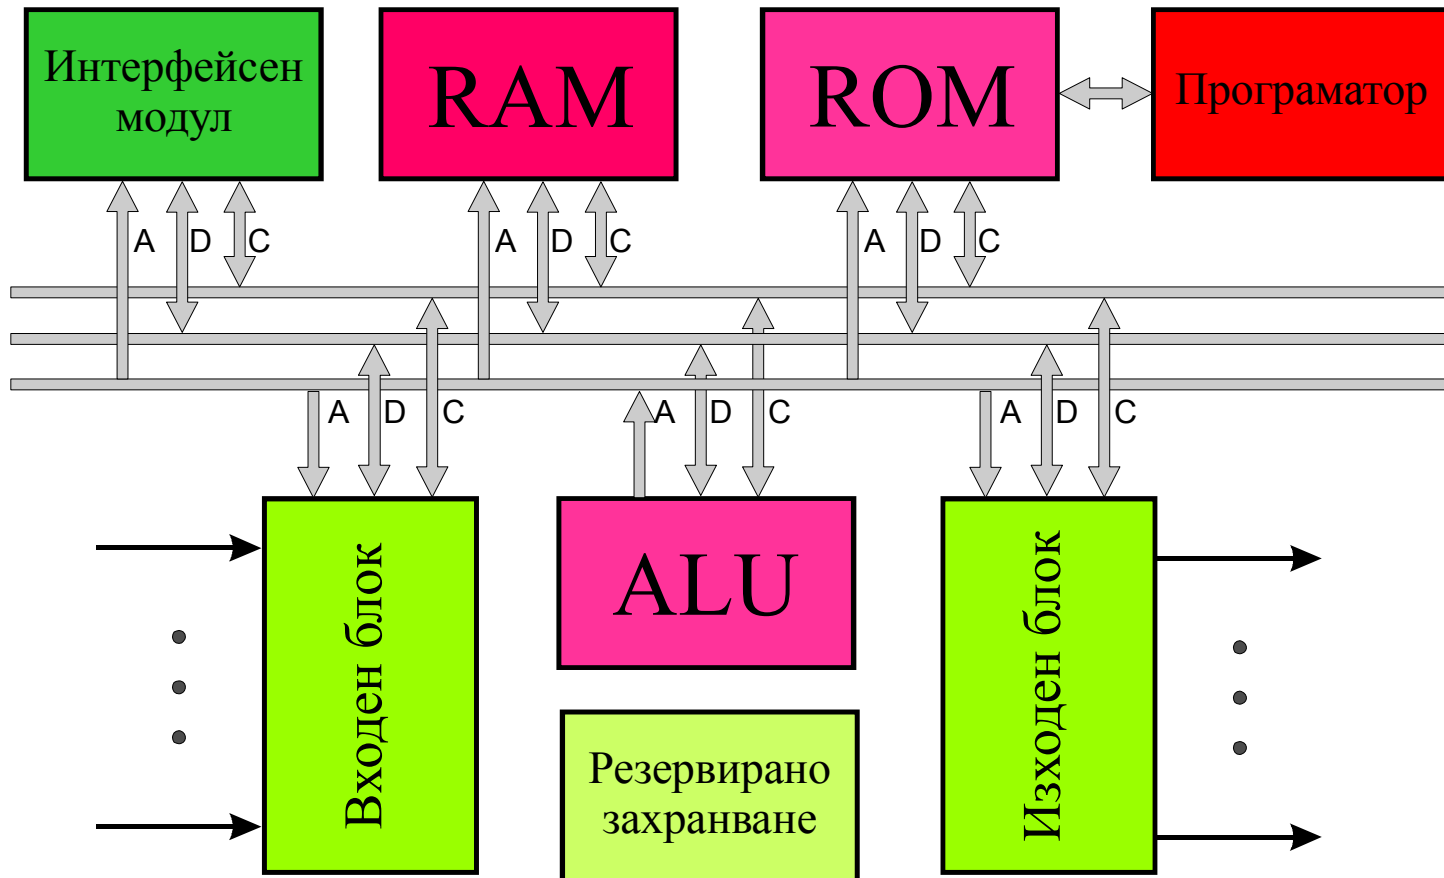 Интерфейсен
модул
RAM
ROM
Програматор
A D C
A D C
A D C
A D C
A D C
A D C
Входен блок
ALU
Изходен блок
Резервирано
захранване